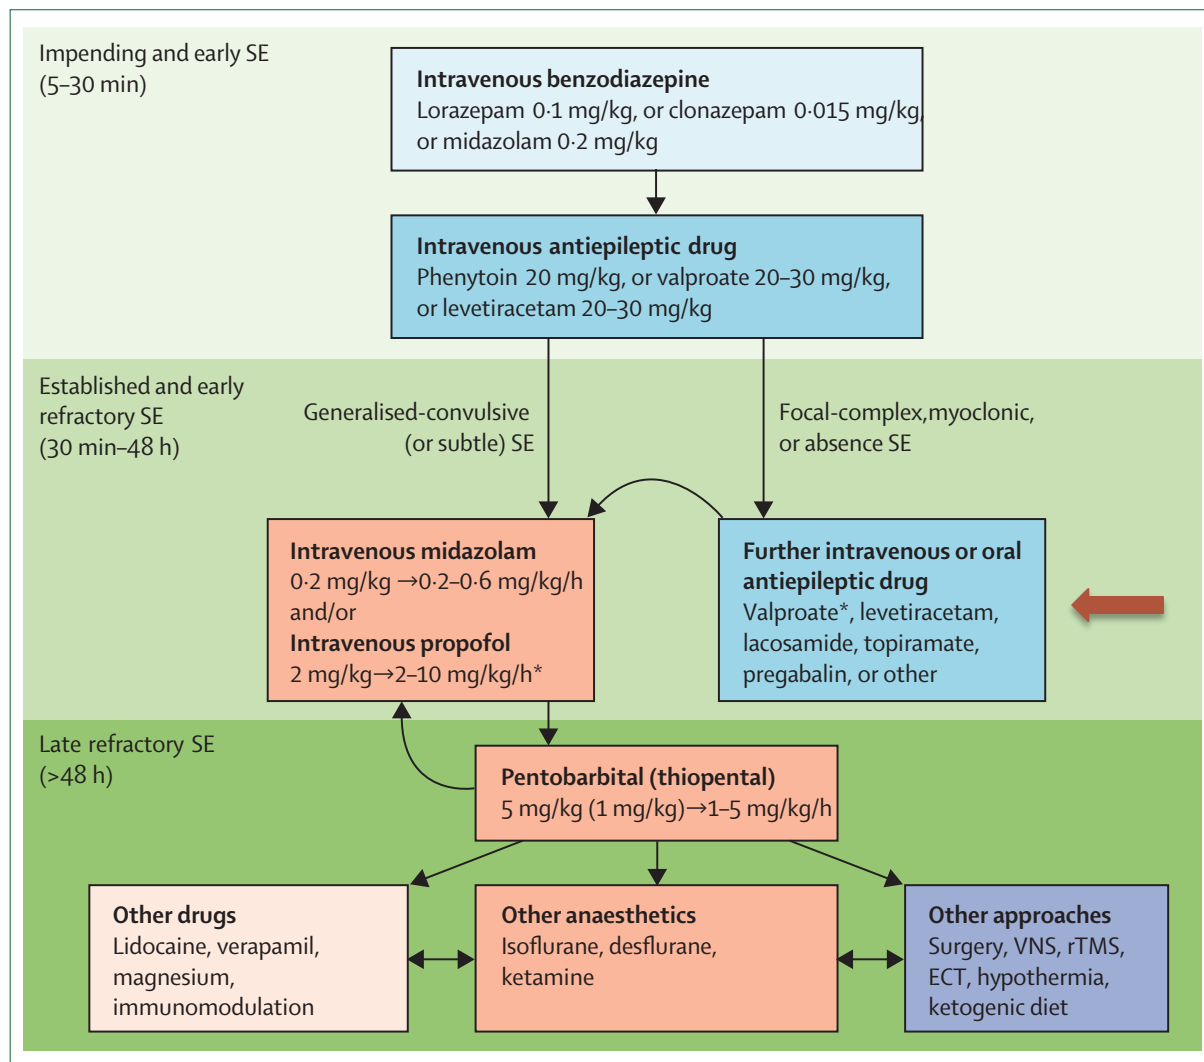 Impending and early SE
(5–30 min)
Intravenous benzodiazepine
Lorazepam 0·1 mg/kg, or clonazepam 0·015 mg/kg,
or midazolam 0·2 mg/kg
Intravenous antiepileptic drug
Phenytoin 20 mg/kg, or valproate 20–30 mg/kg,
or levetiracetam 20–30 mg/kg
Established and early
refractory SE
(30 min–48 h)
Generalised-convulsive
(or subtle) SE
Focal-complex,myoclonic,
or absence SE
Intravenous midazolam
0·2 mg/kg →0·2–0·6 mg/kg/h
and/or
Intravenous propofol
2 mg/kg→2–10 mg/kg/h*
Further intravenous or oral
antiepileptic drug
Valproate*, levetiracetam,
lacosamide, topiramate,
pregabalin, or other
Late refractory SE
(>48 h)
Pentobarbital (thiopental)
5 mg/kg (1 mg/kg)→1–5 mg/kg/h
Other drugs
Lidocaine, verapamil,
magnesium,
immunomodulation
Other anaesthetics
Isoflurane, desflurane,
ketamine
Other approaches
Surgery, VNS, rTMS,
ECT, hypothermia,
ketogenic diet